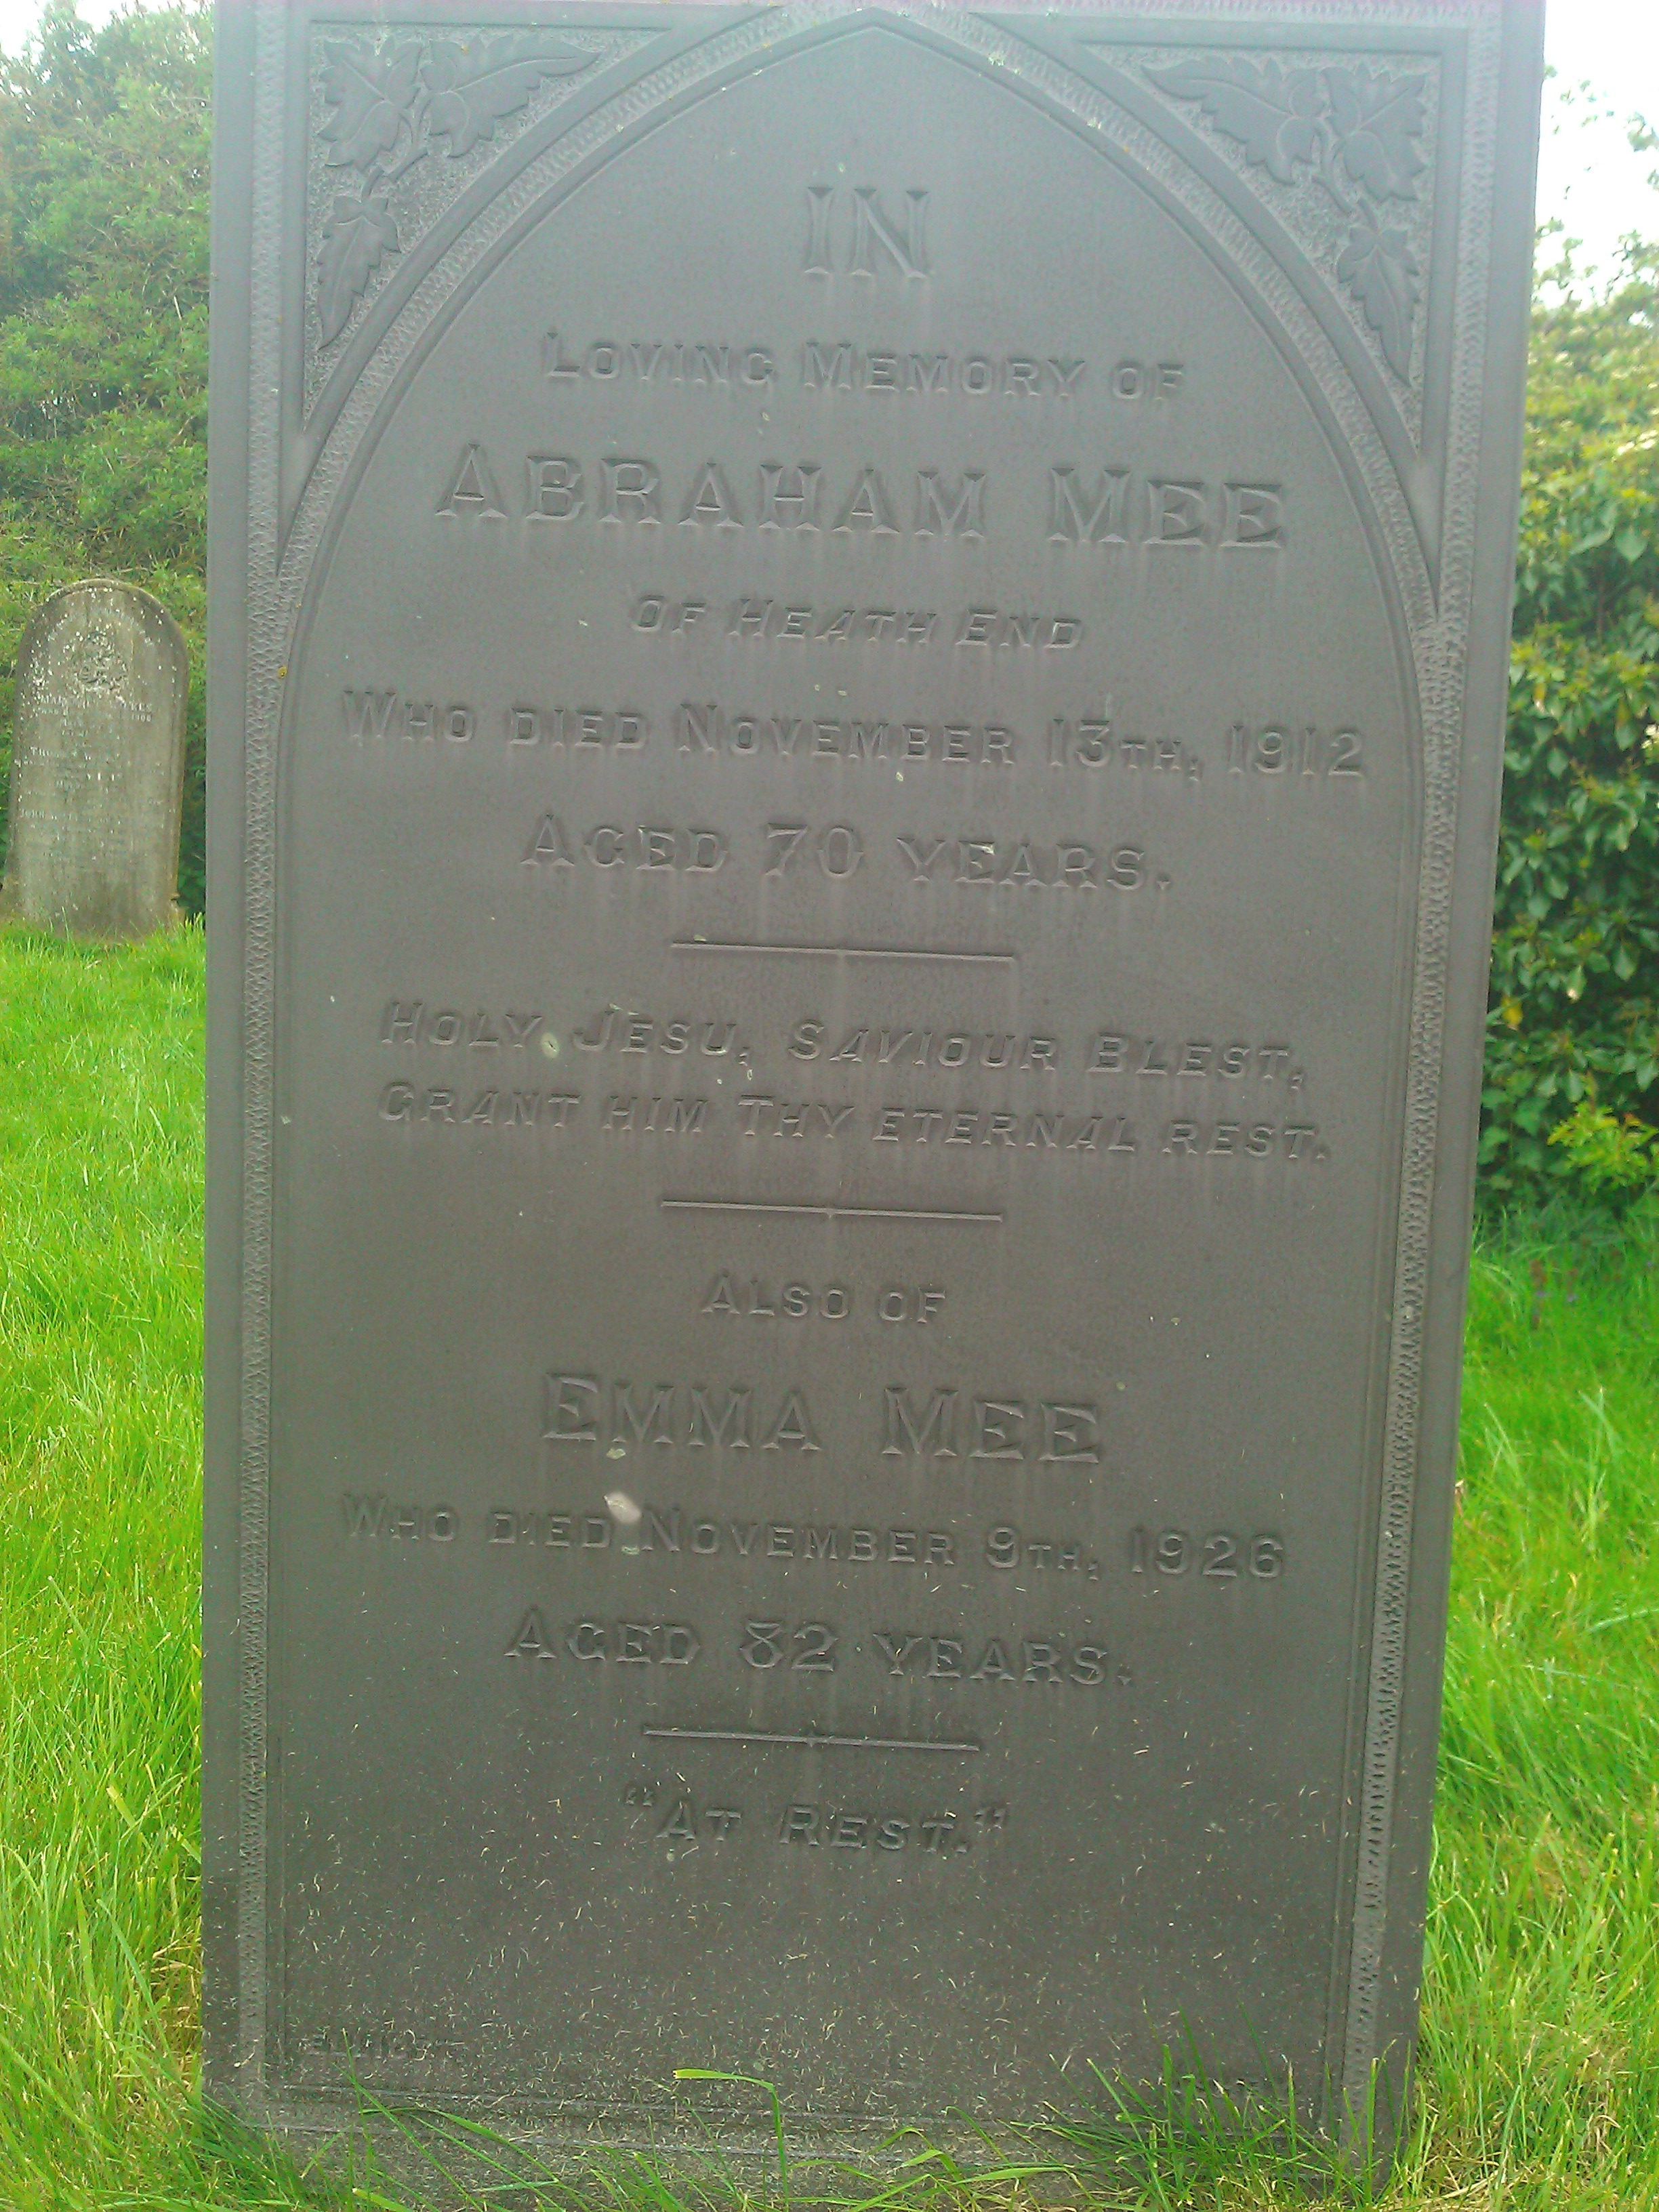 IN
LOVING MEMORY OF
ABRAHAM MEE
OF HEATH END
WHO DIED NOVEMBER 13TH, 1912
AGED 70 YEARS.
HOLY JESU, SAVIOUR BLEST,
GRANT HIM THY ETERNAL REST.
ALSO OF
EMMA MEE
WHO DIED NOVEMBER 9TH, 1926
AGED 82 YEARS.
"AT REST."